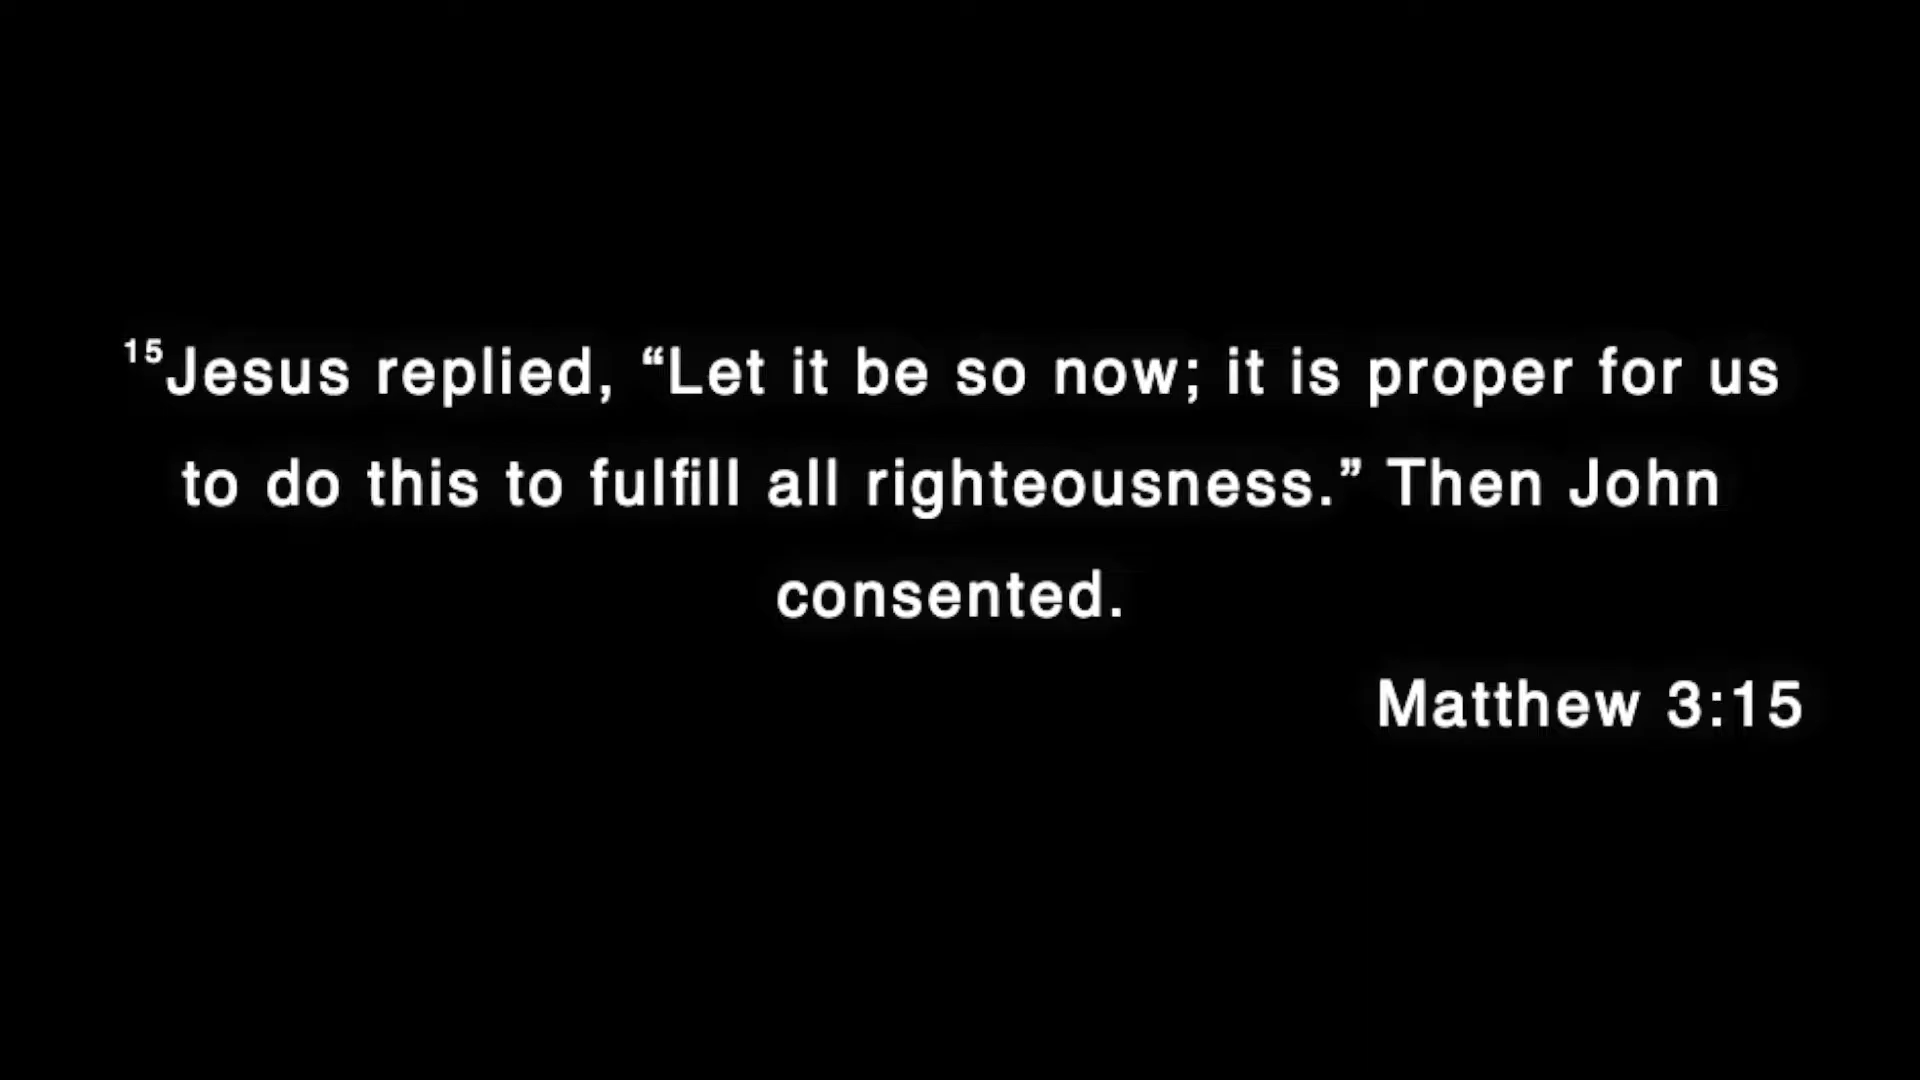 15Jesus replied, “Let it be so now; it is proper for us
to do this to fulfill all righteousness.” Then John
consented.
Matthew 3:15